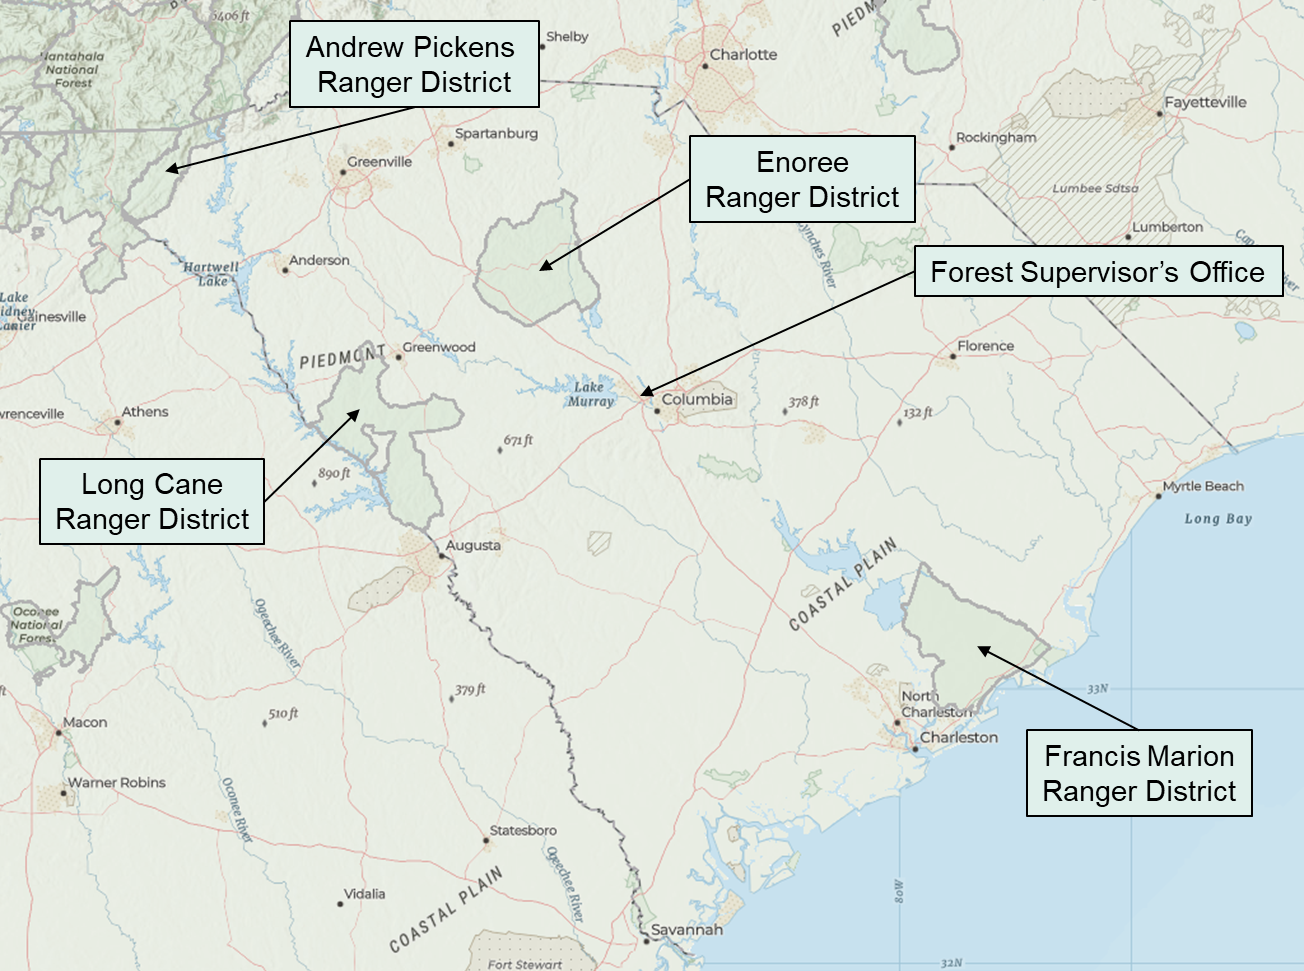 5406 ft
PIEDM
Shelby
Charlotte
Andrew Pickens
Ranger District
Hantahala
National
Forest
Fayetteville
Spartanburg
Rockingham
Greenville
Enoree
Ranger District
Lumbee Sdtsa
Lynches River
Lumberton
Cap
Anderson
Hartwell
Lake
Forest Supervisor's Office
Lake
Sidney
Lanier
Gainesville
PIEDMONT
Greenwood
Florence
Lake
Murray
Columbia
378 ft
132 ft
wrenceville
Athens
671 ft
890 ft
Long Cane
Ranger District
Myrtle Beach
Long Bay
Augusta
COASTAL PLAIN
Oconee
National
Forest
Ogeechee River
379 ft
510 ft
33N
North
Charleston
Charleston
Macon
Francis Marion
Ranger District
Warner Robins
Oconee River
Statesboro
Ogeechee River
Vidalia
COASTAL PLAIN
80W
Savannah
Fort Stewart
32N